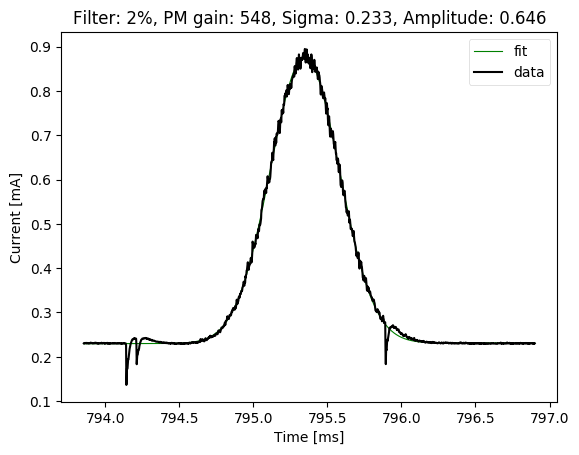 Filter: 2%, PM gain: 548, Sigma: 0.233, Amplitude: 0.646
fit
data
Current [mA]
0.9
0.8
0.7
0.6
0.5
0.4
0.3
0.2
0.1
794.0 794.5 795.0 795.5 796.0 796.5 797.0
Time [ms]